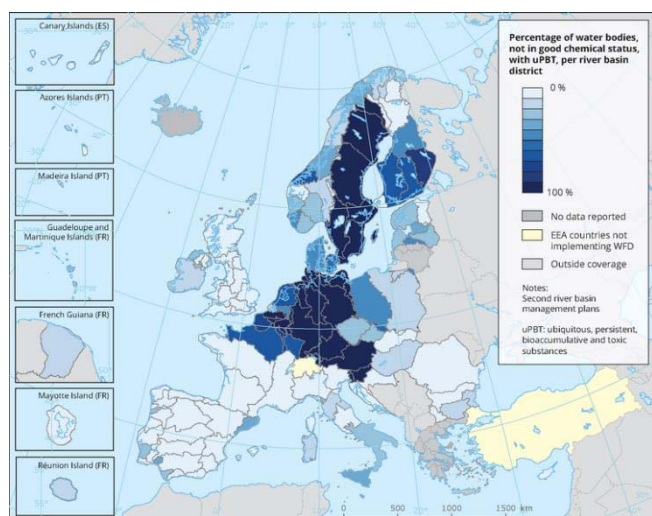 Canary Islands (ES)
Azores Islands (PT)
Madeira Island (PT)
Guadeloupe and
Martinique Islands (FR)
French Guiana (FR)
Mayotte Island (FR)
Réunion Island (FR)
Percentage of water bodies,
not in good chemical status,
with uPBT, per river basin
district
0 %
100 %
No data reported
EEA countries not
implementing WFD
Outside coverage
Notes:
Second river basin
management plans
uPBT: ubiquitous, persistent,
bioaccumulative and toxic
substances
0 500 1000 1500 km